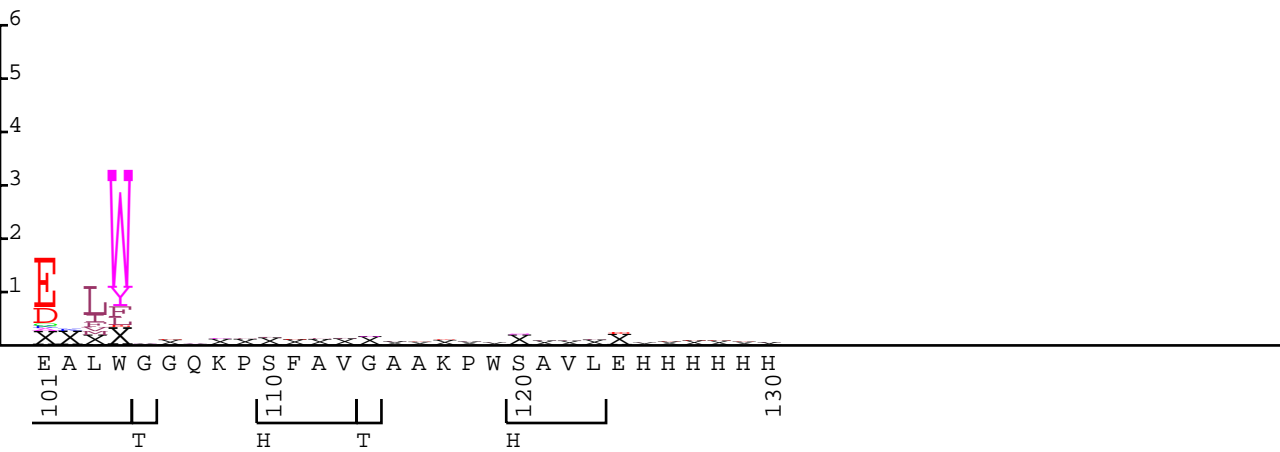 6
5
4
3
2
1
E L W
D I Y
F
X X X X X X X X X X X X X X X
E A L W G G Q K P S F A V G A A K P W S A V L E H H H H H H
101 110 120 130
T H T H